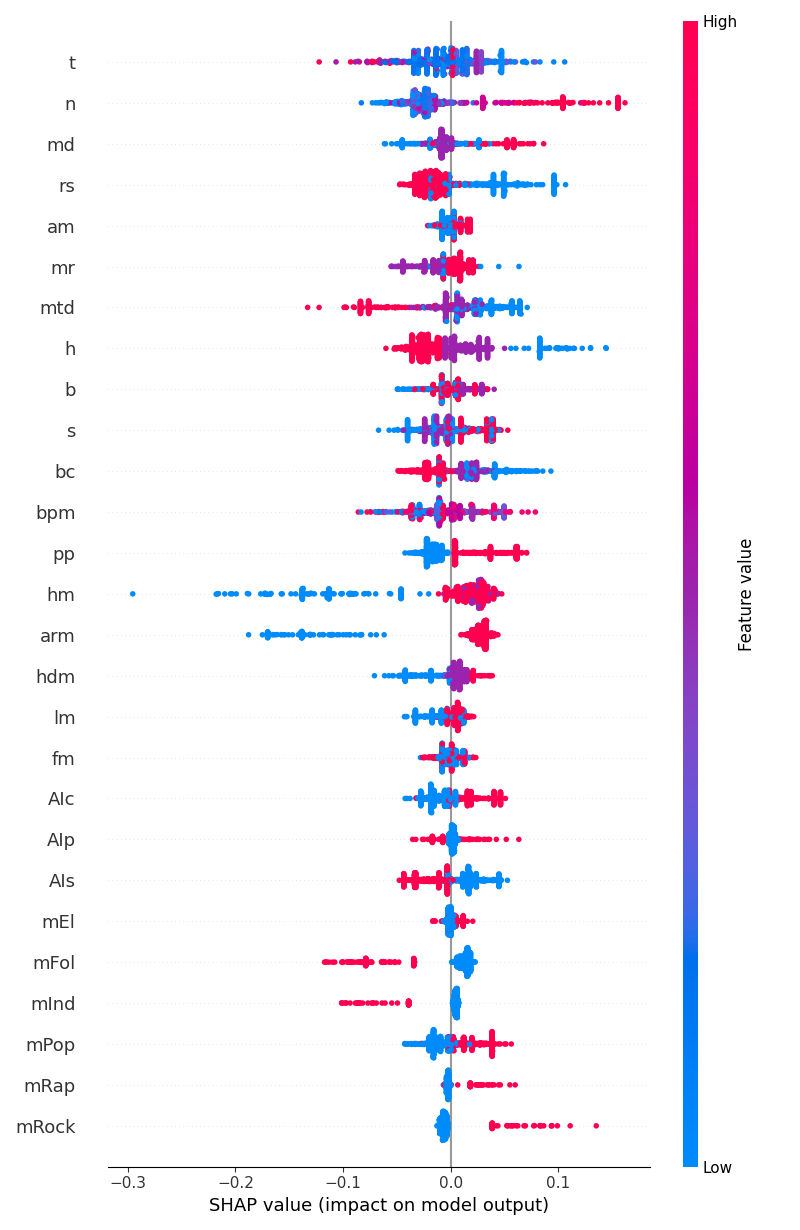 High
t
n
md
rs
am
mr
mtd
h
b
s
bc
bpm
pp
hm
arm
hdm
lm
fm
AIc
AIp
AIs
mEl
mFol
mInd
mPop
mRap
mRock
Feature value
Low
−0.3 −0.2 −0.1 0.0 0.1
SHAP value (impact on model output)